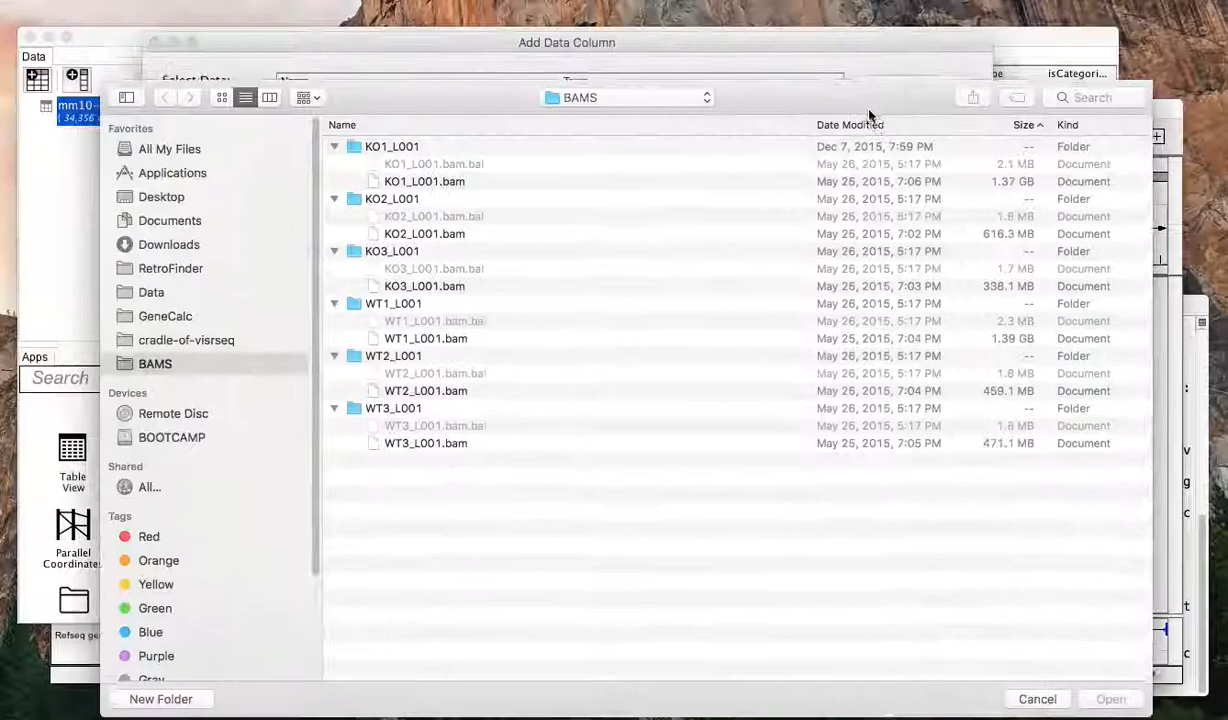 Add Data Column
Data
Select Data:
Name
Type
isCategori...
mm10-
( 34,356
BAMS
Search
Favorites
All My Files
Applications
Desktop
Documents
Downloads
RetroFinder
Data
GeneCalc
cradle-of-visrseq
BAMS
Devices
Remote Disc
BOOTCAMP
Shared
All...
Tags
Red
Orange
Yellow
Green
Blue
Purple
Gray
Name Date Modified Size Kind
KO1_L001 Dec 7, 2015, 7:59 PM -- Folder
KO1_L001.bam.bai May 26, 2015, 5:17 PM 2.1 MB Document
KO1_L001.bam May 25, 2015, 7:06 PM 1.37 GB Document
KO2_L001 May 26, 2015, 5:17 PM -- Folder
KO2_L001.bam.bai May 26, 2015, 5:17 PM 1.8 MB Document
KO2_L001.bam May 25, 2015, 7:02 PM 616.3 MB Document
KO3_L001 May 26, 2015, 5:17 PM -- Folder
KO3_L001.bam.bai May 26, 2015, 5:17 PM 1.7 MB Document
KO3_L001.bam May 25, 2015, 7:03 PM 338.1 MB Document
WT1_L001 May 26, 2015, 5:17 PM -- Folder
WT1_L001.bam.bai May 26, 2015, 5:17 PM 2.3 MB Document
WT1_L001.bam May 25, 2015, 7:04 PM 1.39 GB Document
WT2_L001 May 26, 2015, 5:17 PM -- Folder
WT2_L001.bam.bai May 26, 2015, 5:17 PM 1.8 MB Document
WT2_L001.bam May 25, 2015, 7:04 PM 459.1 MB Document
WT3_L001 May 26, 2015, 5:17 PM -- Folder
WT3_L001.bam.bai May 26, 2015, 5:17 PM 1.8 MB Document
WT3_L001.bam May 25, 2015, 7:05 PM 471.1 MB Document
Apps
Search
Table
View
Parallel
Coordinate
Refseq ge
New Folder
Cancel
Open